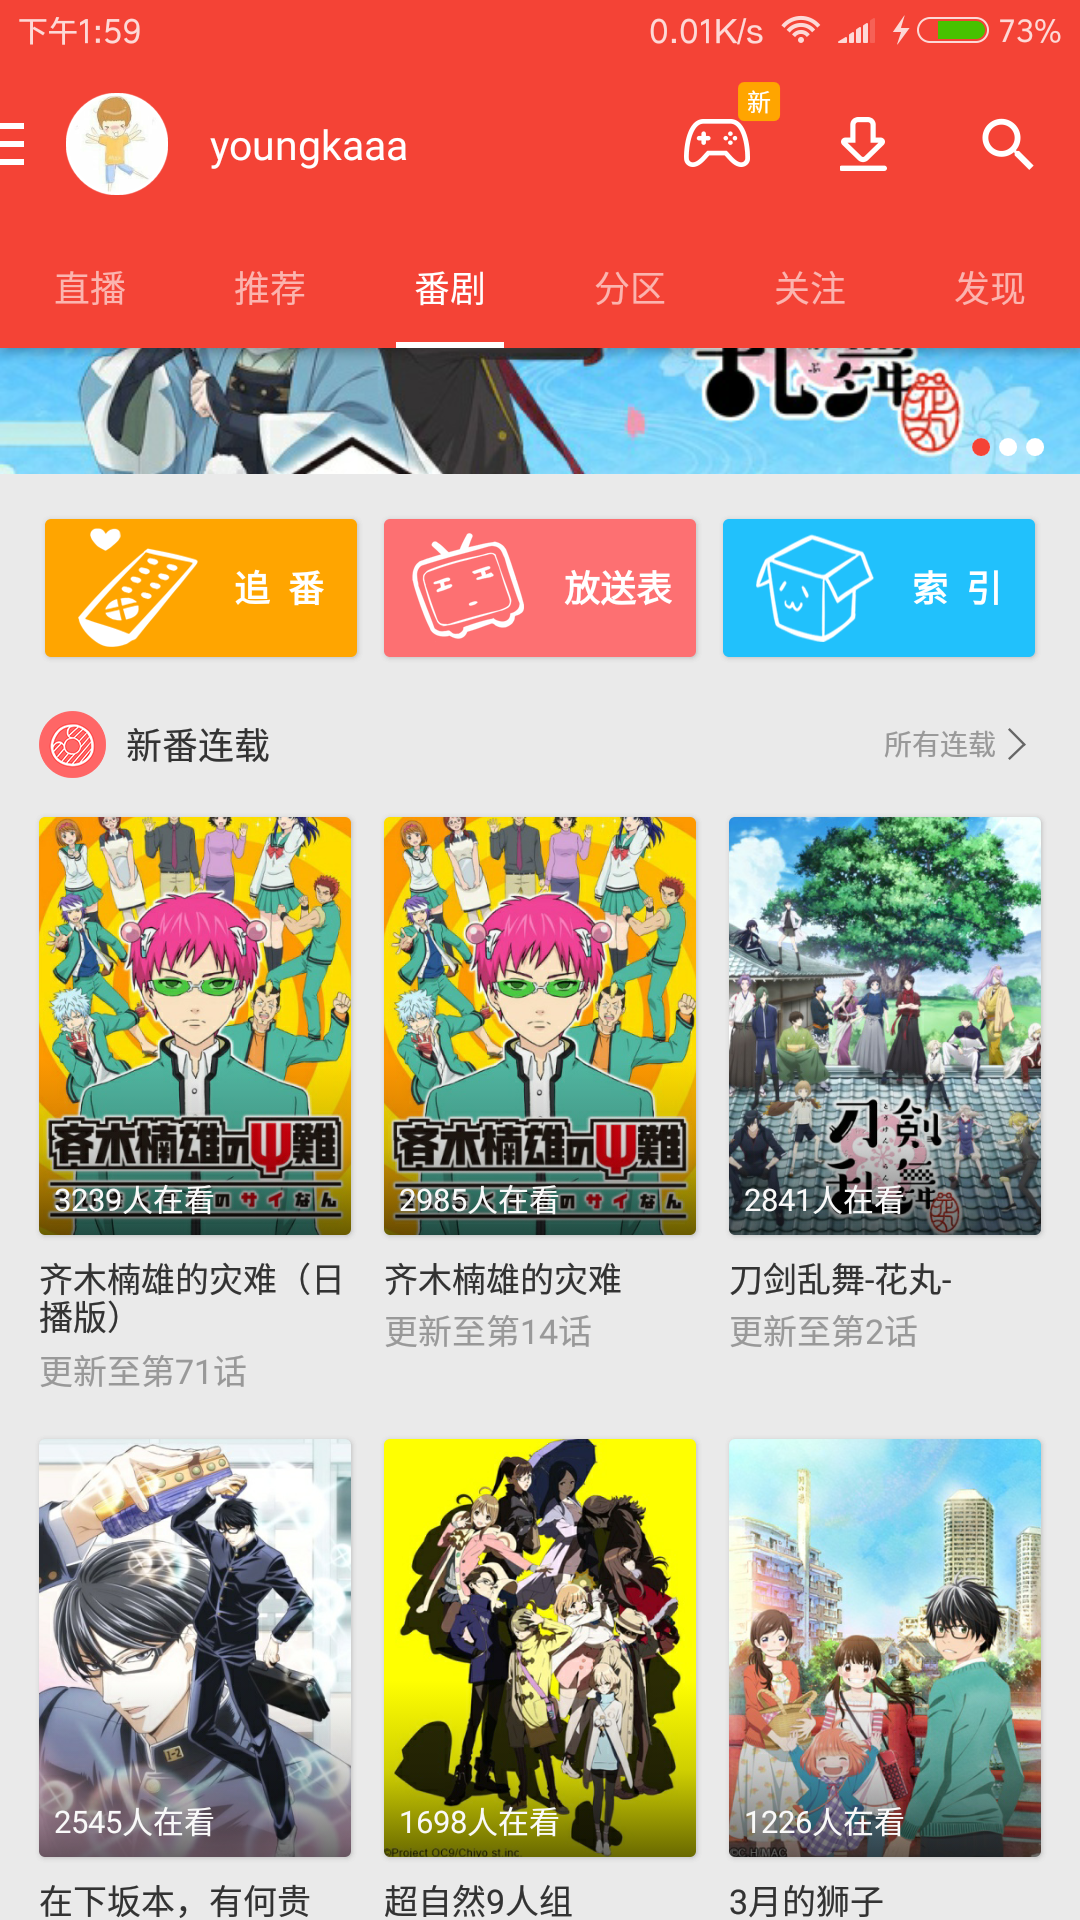 下午1:59 0.01K/s 73%
新
youngkaaa
直播 推荐 番剧 分区 关注 发现
追 番 放送表 索 引
新番连载 所有连载
斉木楠雄のΨ難 斉木楠雄のΨ難 刀剣乱舞
3239人在看 2985人在看 2841人在看
齐木楠雄的灾难（日 齐木楠雄的灾难 刀剑乱舞-花丸-
播版） 更新至第14话 更新至第2话
更新至第71话
2545人在看 1698人在看 1226人在看
©Project OC9/Chiyo st.inc.
在下坂本，有何贵 超自然9人组 3月的狮子